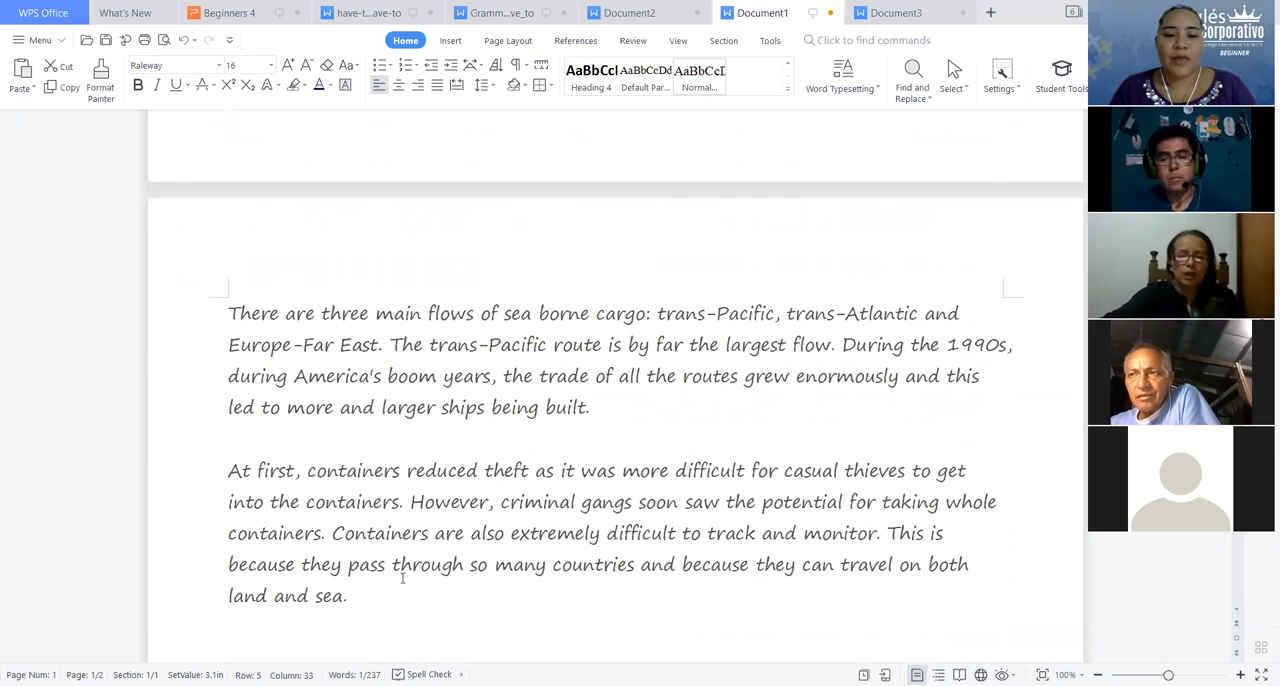 WPS Office What's New Beginners 4 have-t...ave-to Gramm...ve_to Document2 Document1 Document3
Menu Home Insert Page Layout References Review View Section Tools Click to find commands
Paste Cut Copy Format Painter Raleway 16 AaBbCcI AaBbCcDd AaBbCcD Heading 4 Default Par... Normal... Word Typesetting Find and Replace Select Settings Student Tools
There are three main flows of sea borne cargo: trans-Pacific, trans-Atlantic and
Europe-Far East. The trans-Pacific route is by far the largest flow. During the 1990s,
during America's boom years, the trade of all the routes grew enormously and this
led to more and larger ships being built.
At first, containers reduced theft as it was more difficult for casual thieves to get
into the containers. However, criminal gangs soon saw the potential for taking whole
containers. Containers are also extremely difficult to track and monitor. This is
because they pass through so many countries and because they can travel on both
land and sea.
Page Num: 1 Page: 1/2 Section: 1/1 SetValue: 3.1in Row: 5 Column: 33 Words: 1/237 Spell Check 100%
glés
Corporativo
BEGINNER